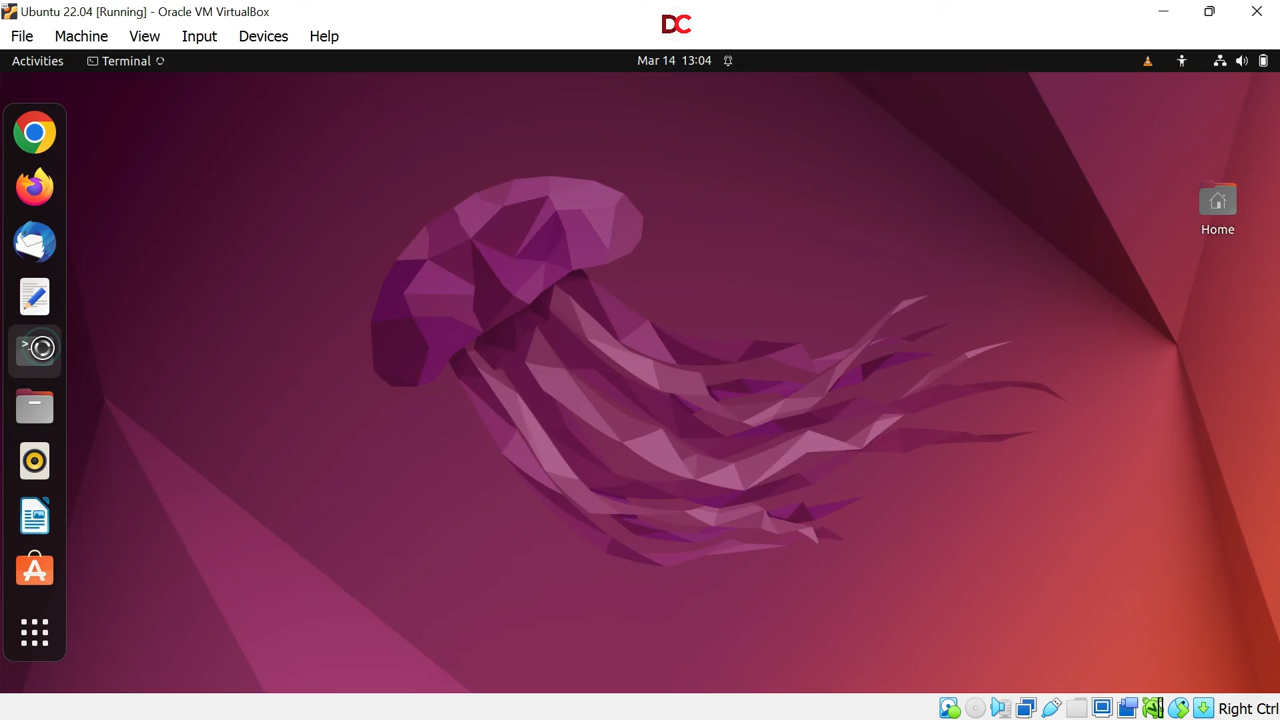 Ubuntu 22.04 [Running] - Oracle VM VirtualBox
DC
File Machine View Input Devices Help
Activities Terminal Mar 14 13:04
Home
Right Ctrl